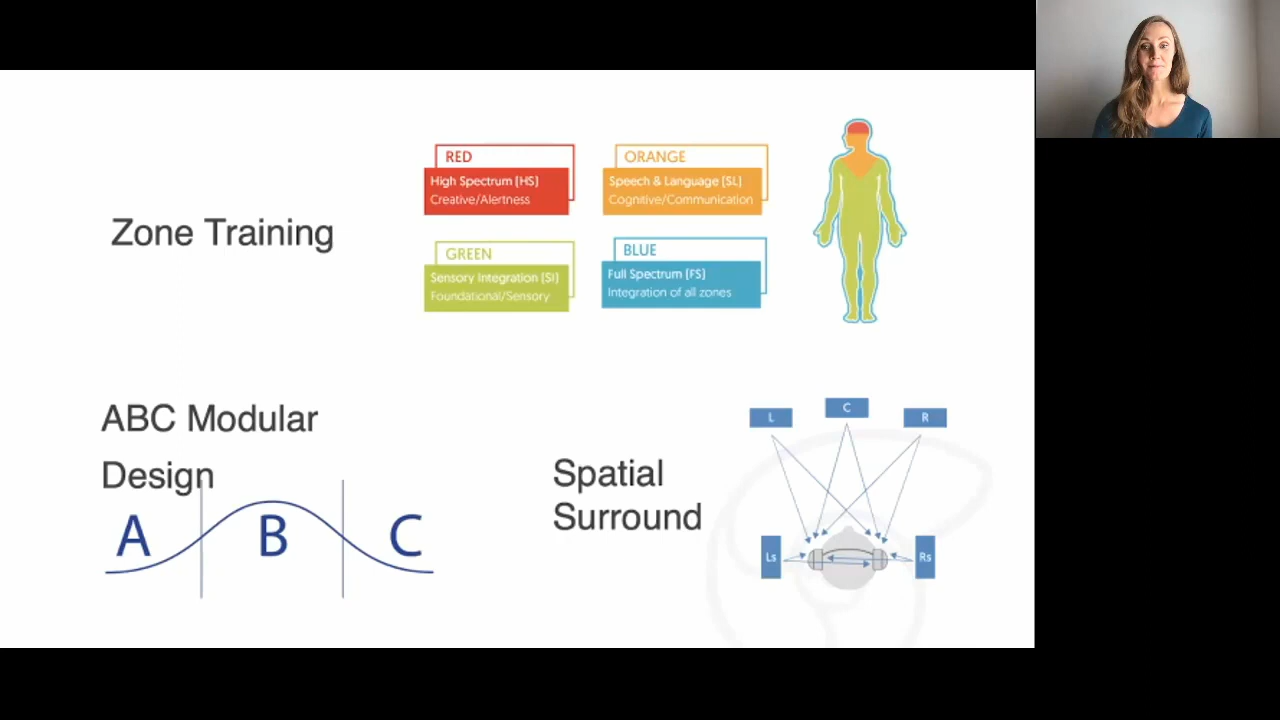 Zone Training
RED
High Spectrum (HS)
Creative/Alertness
ORANGE
Speech & Language (SL)
Cognitive/Communication
GREEN
Sensory Integration (SI)
Foundational/Sensory
BLUE
Full Spectrum (FS)
Integration of all zones
ABC Modular
Design
A B C
Spatial
Surround
L C R
Ls Rs